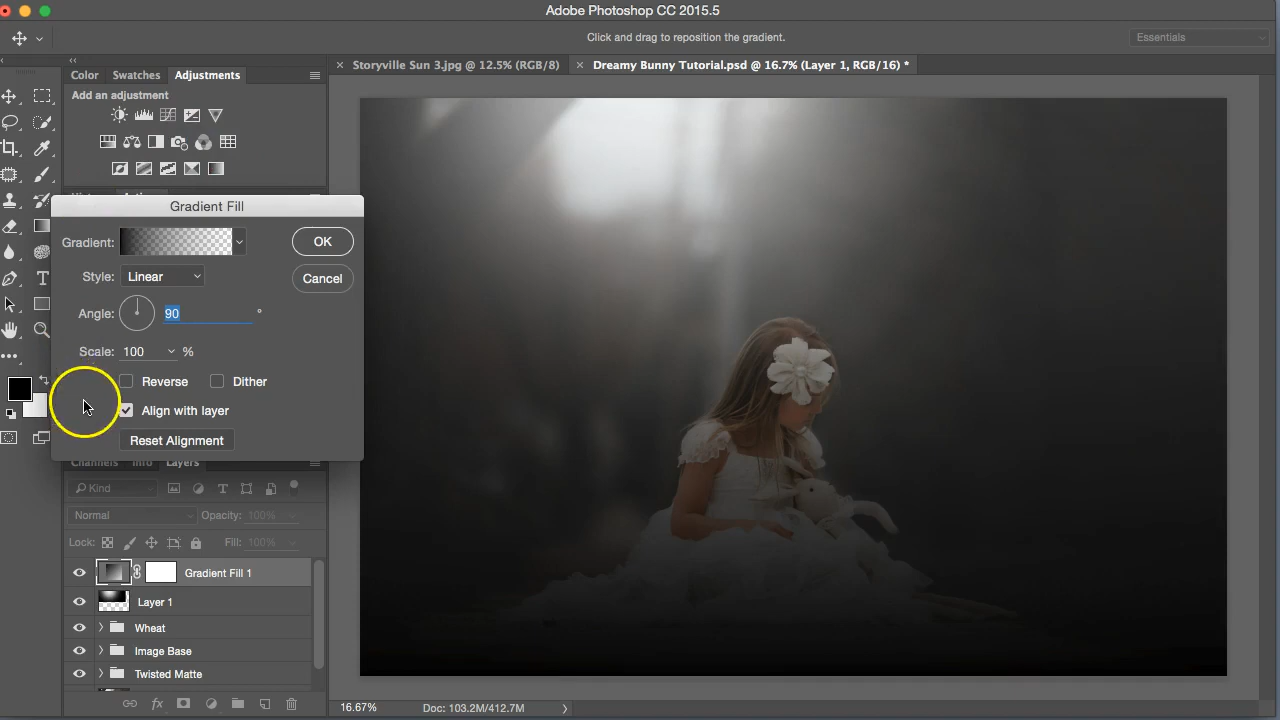 Adobe Photoshop CC 2015.5
Click and drag to reposition the gradient.
Essentials
Color Swatches Adjustments
Storyville Sun 3.jpg @ 12.5% (RGB/8)
Dreamy Bunny Tutorial.psd @ 16.7% (Layer 1, RGB/16) *
Add an adjustment
Gradient Fill
Gradient:
OK
Style: Linear
Cancel
Angle: 90 °
Scale: 100 %
Reverse Dither
Align with layer
Reset Alignment
Channels Info Layers
Kind
Normal Opacity: 100%
Lock: Fill: 100%
Gradient Fill 1
Layer 1
Wheat
Image Base
Twisted Matte
16.67% Doc: 103.2M/412.7M